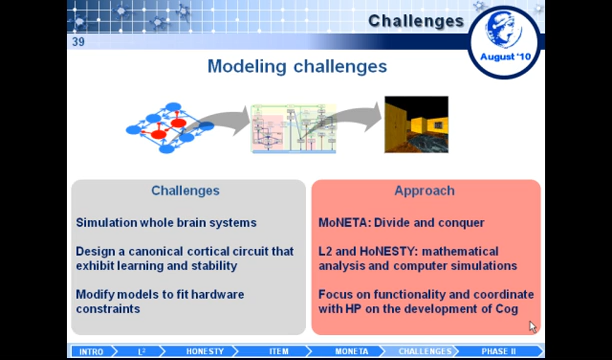 Challenges
39
August '10
Modeling challenges
Challenges
Simulation whole brain systems
Design a canonical cortical circuit that
exhibit learning and stability
Modify models to fit hardware
constraints
Approach
MoNETA: Divide and conquer
L2 and HoNESTY: mathematical
analysis and computer simulations
Focus on functionality and coordinate
with HP on the development of Cog
INTRO L² HONESTY ITEM MONETA CHALLENGES PHASE II